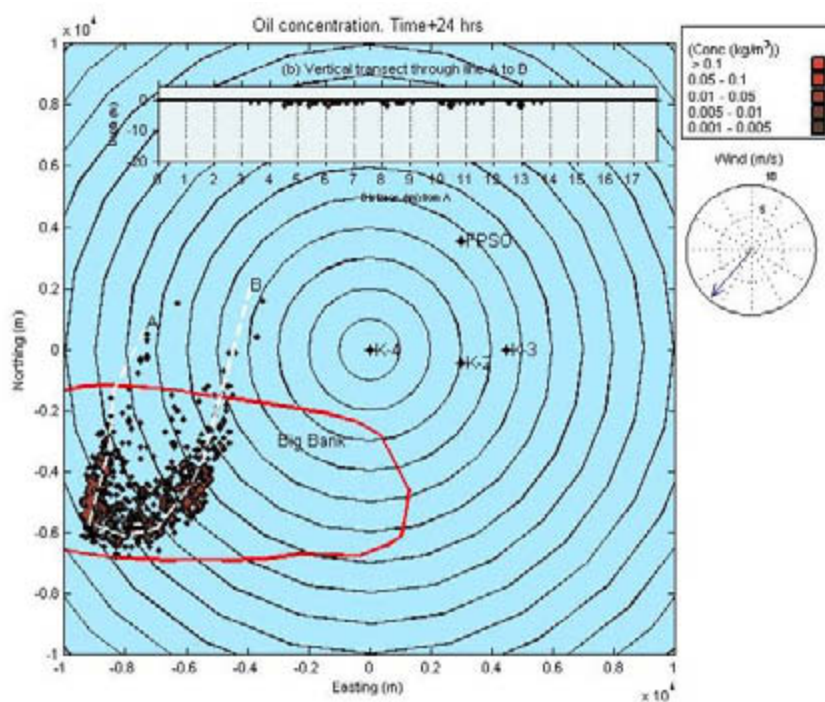 × 10⁴
Oil concentration. Time+24 hrs
(b) Vertical transect through line A to B
Depth (m)
0
-10
-20
0 1 2 3 4 5 6 7 8 9 10 11 12 13 14 15 16 17
Northing (m)
1
0.8
0.6
0.4
0.2
0
-0.2
-0.4
-0.6
-0.8
-1
FPSO
B
A
K-4
K-2
K-3
Big Bank
-1 -0.8 -0.6 -0.4 -0.2 0 0.2 0.4 0.6 0.8 1
Easting (m)
× 10⁴
(Conc (kg/m³))
> 0.1
0.05 - 0.1
0.01 - 0.05
0.005 - 0.01
0.001 - 0.005
Wind (m/s)
10
5